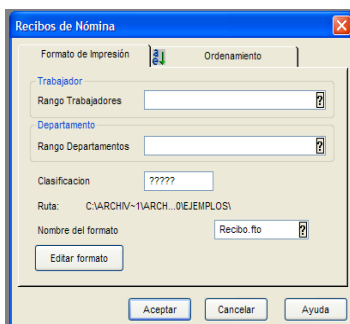 Recibos de Nómina
Formato de Impresión
Ordenamiento
Trabajador
Rango Trabajadores
?
Departamento
Rango Departamentos
?
Clasificacion
?????
Ruta: C:\ARCHIV~1\ARCH...0\EJEMPLOS\
Nombre del formato
Recibo.fto
?
Editar formato
Aceptar
Cancelar
Ayuda